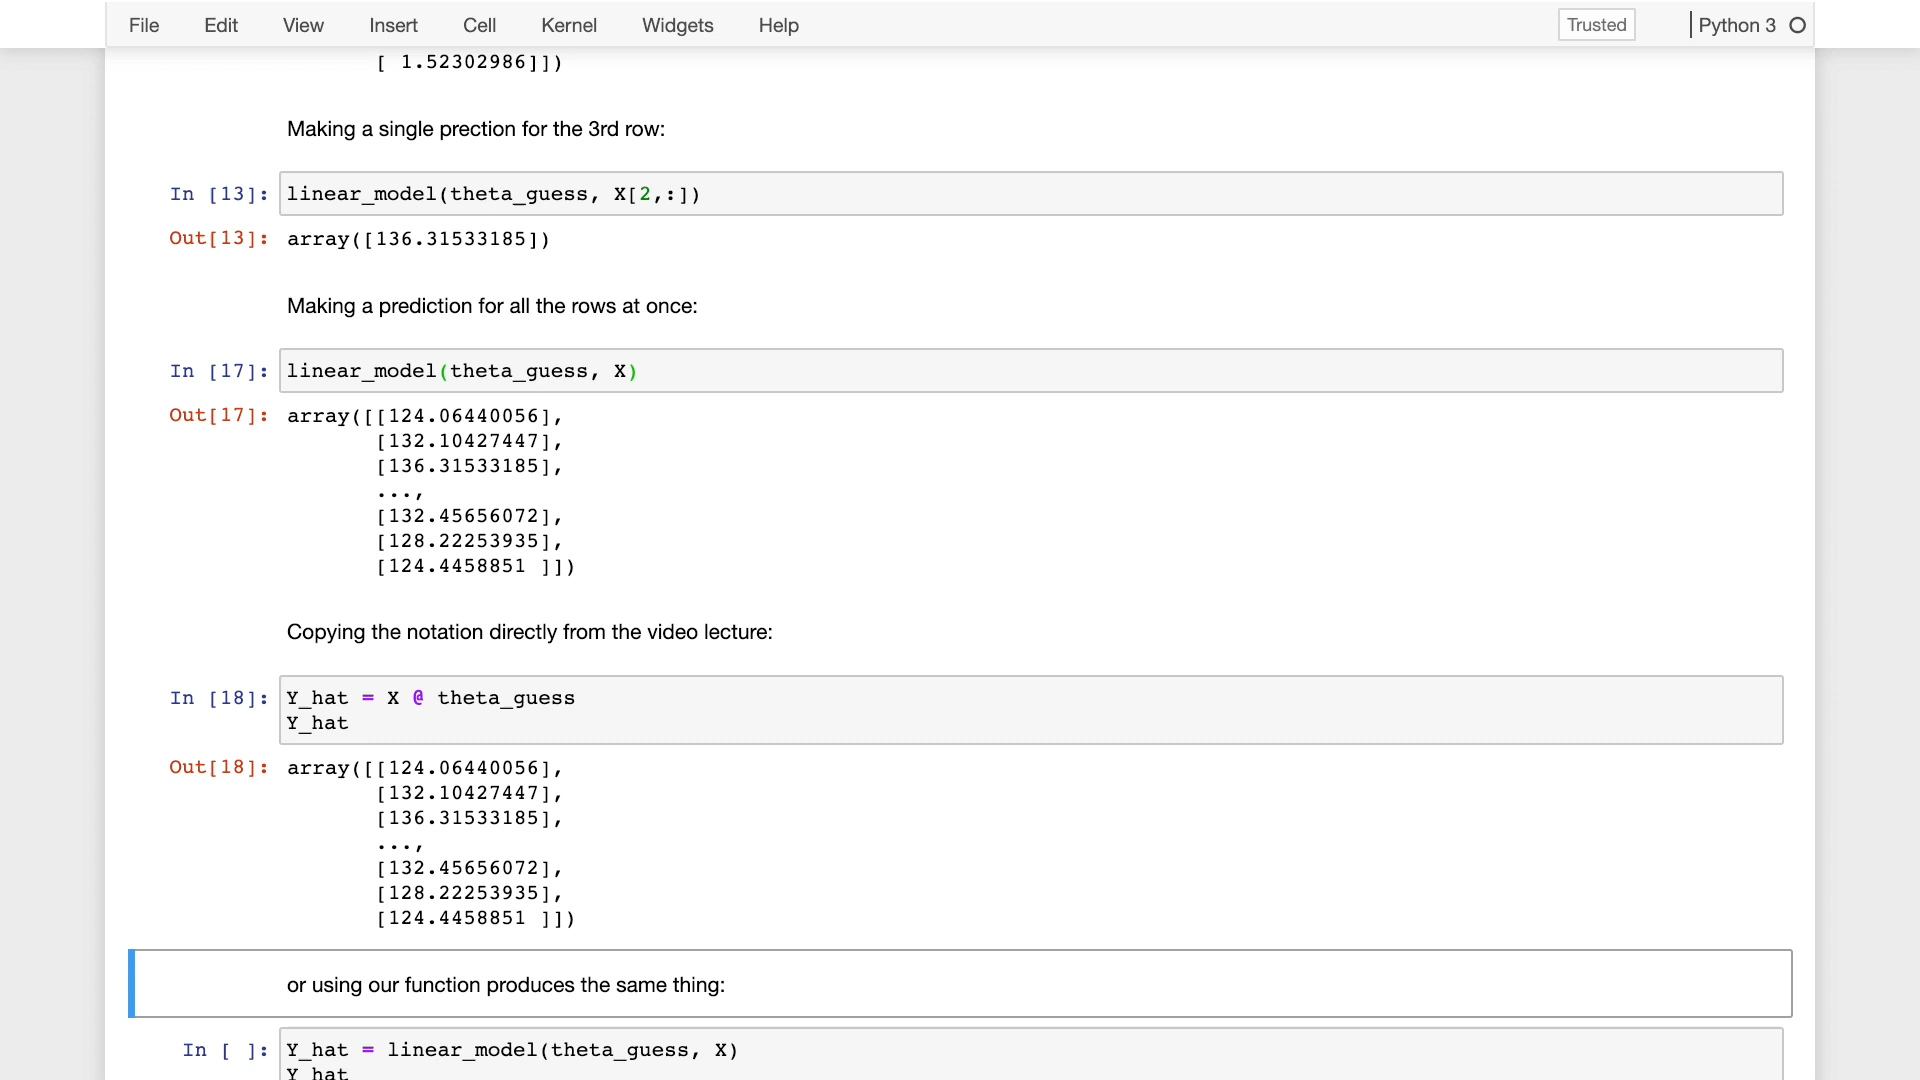 File Edit View Insert Cell Kernel Widgets Help Trusted Python 3
[ 1.52302986]])
Making a single prection for the 3rd row:
In [13]: linear_model(theta_guess, X[2,:])
Out[13]: array([136.31533185])
Making a prediction for all the rows at once:
In [17]: linear_model(theta_guess, X)
Out[17]: array([[124.06440056],
[132.10427447],
[136.31533185],
...,
[132.45656072],
[128.22253935],
[124.4458851 ]])
Copying the notation directly from the video lecture:
In [18]: Y_hat = X @ theta_guess
Y_hat
Out[18]: array([[124.06440056],
[132.10427447],
[136.31533185],
...,
[132.45656072],
[128.22253935],
[124.4458851 ]])
or using our function produces the same thing:
In [ ]: Y_hat = linear_model(theta_guess, X)
Y_hat